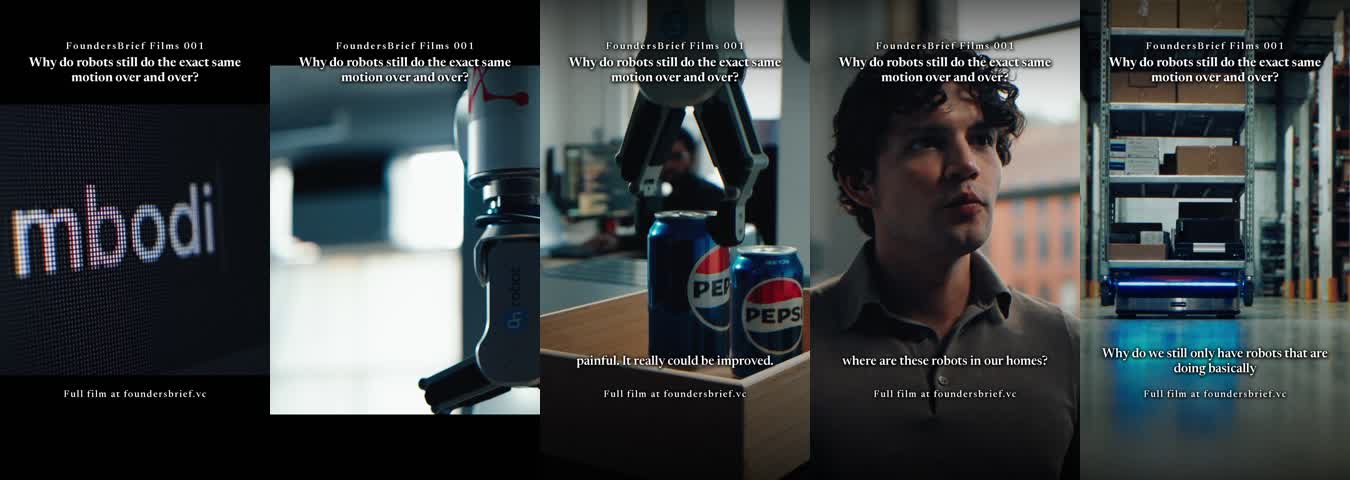 FoundersBrief Films 001
Why do robots still do the exact same
motion over and over?
mbodi
Full film at foundersbrief.vc
FoundersBrief Films 001
Why do robots still do the exact same
motion over and over?
robot
FoundersBrief Films 001
Why do robots still do the exact same
motion over and over?
PEP
PEPSI
painful. It really could be improved.
Full film at foundersbrief.vc
FoundersBrief Films 001
Why do robots still do the exact same
motion over and over?
where are these robots in our homes?
Full film at foundersbrief.vc
FoundersBrief Films 001
Why do robots still do the exact same
motion over and over?
Why do we still only have robots that are
doing basically
Full film at foundersbrief.vc